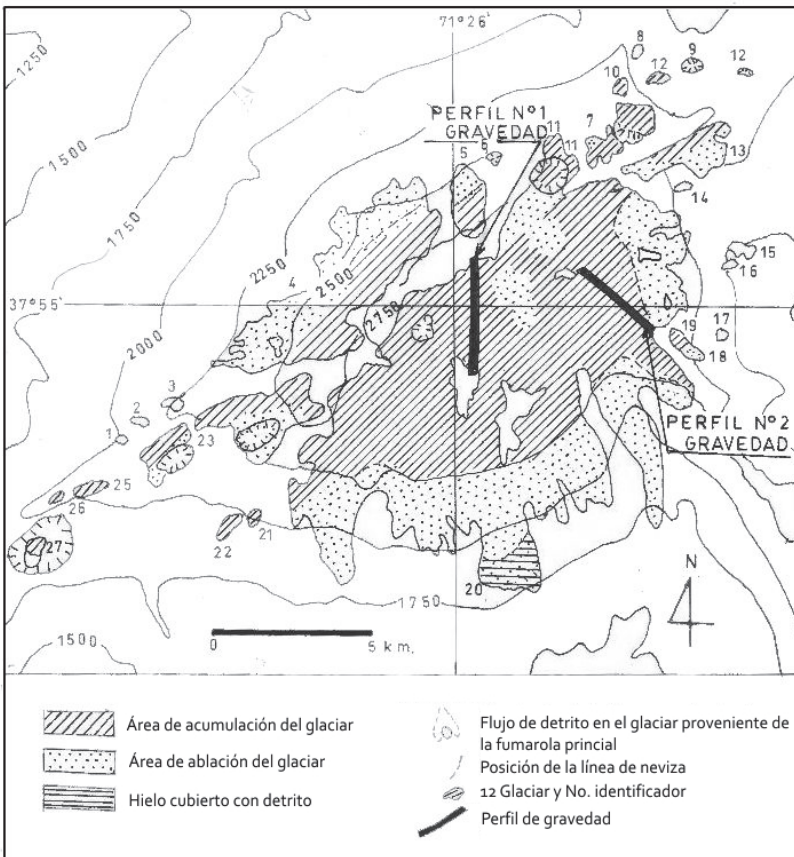 71°26'
1250
1500
1750
2000
2250
2500
2750
37°55'
8
9
12
12
10
PERFIL N°1
GRAVEDAD
11
11
7
6
5
13
14
15
16
4
17
19
18
3
2
1
23
PERFIL N°2
GRAVEDAD
25
26
27
22
21
20
1750
1500
N
0
5 km.
Área de acumulación del glaciar
Área de ablación del glaciar
Hielo cubierto con detrito
Flujo de detrito en el glaciar proveniente de
la fumarola princial
Posición de la línea de neviza
12 Glaciar y No. identificador
Perfil de gravedad